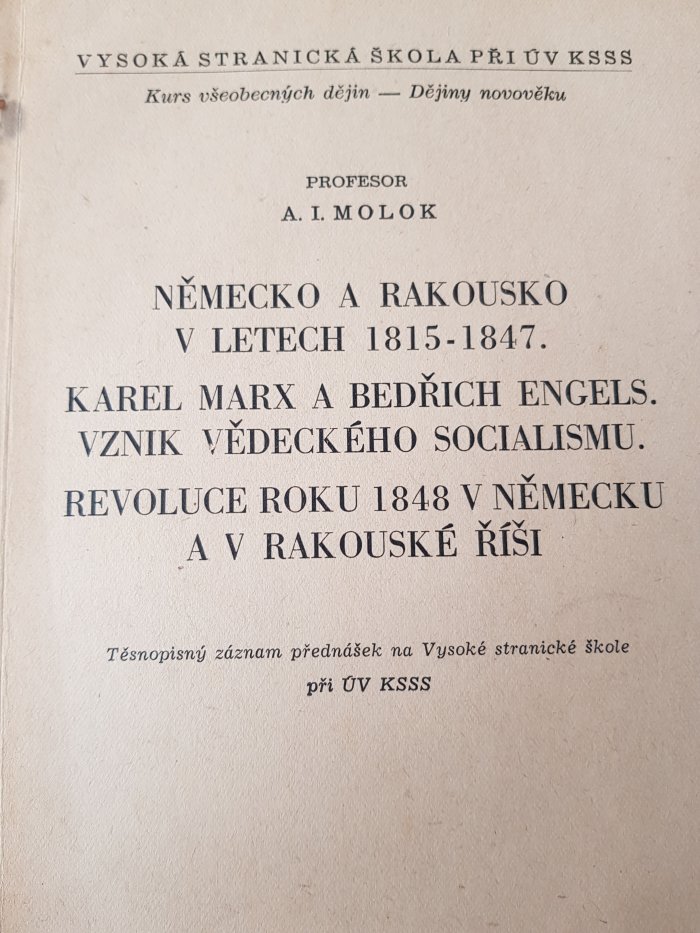 VYSOKÁ STRANICKÁ ŠKOLA PŘI ÚV KSSS
Kurs všeobecných dějin — Dějiny novověku
PROFESOR
A. I. MOLOK
NĚMECKO A RAKOUSKO
V LETECH 1815-1847.
KAREL MARX A BEDŘICH ENGELS.
VZNIK VĚDECKÉHO SOCIALISMU.
REVOLUCE ROKU 1848 V NĚMECKU
A V RAKOUSKÉ ŘÍŠI
Těsnopisný záznam přednášek na Vysoké stranické škole
při ÚV KSSS